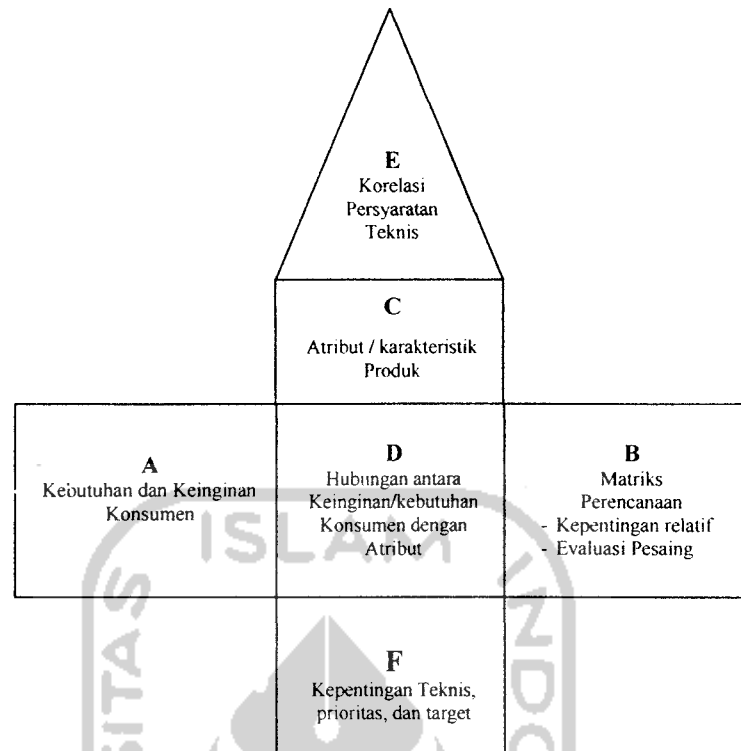 E
Korelasi
Persyaratan
Teknis
C
Atribut / karakteristik
Produk
A
Kebutuhan dan Keinginan
Konsumen
D
Hubungan antara
Keinginan/kebutuhan
Konsumen dengan
Atribut
B
Matriks
Perencanaan
- Kepentingan relatif
- Evaluasi Pesaing
F
Kepentingan Teknis,
prioritas, dan target
ISLAM